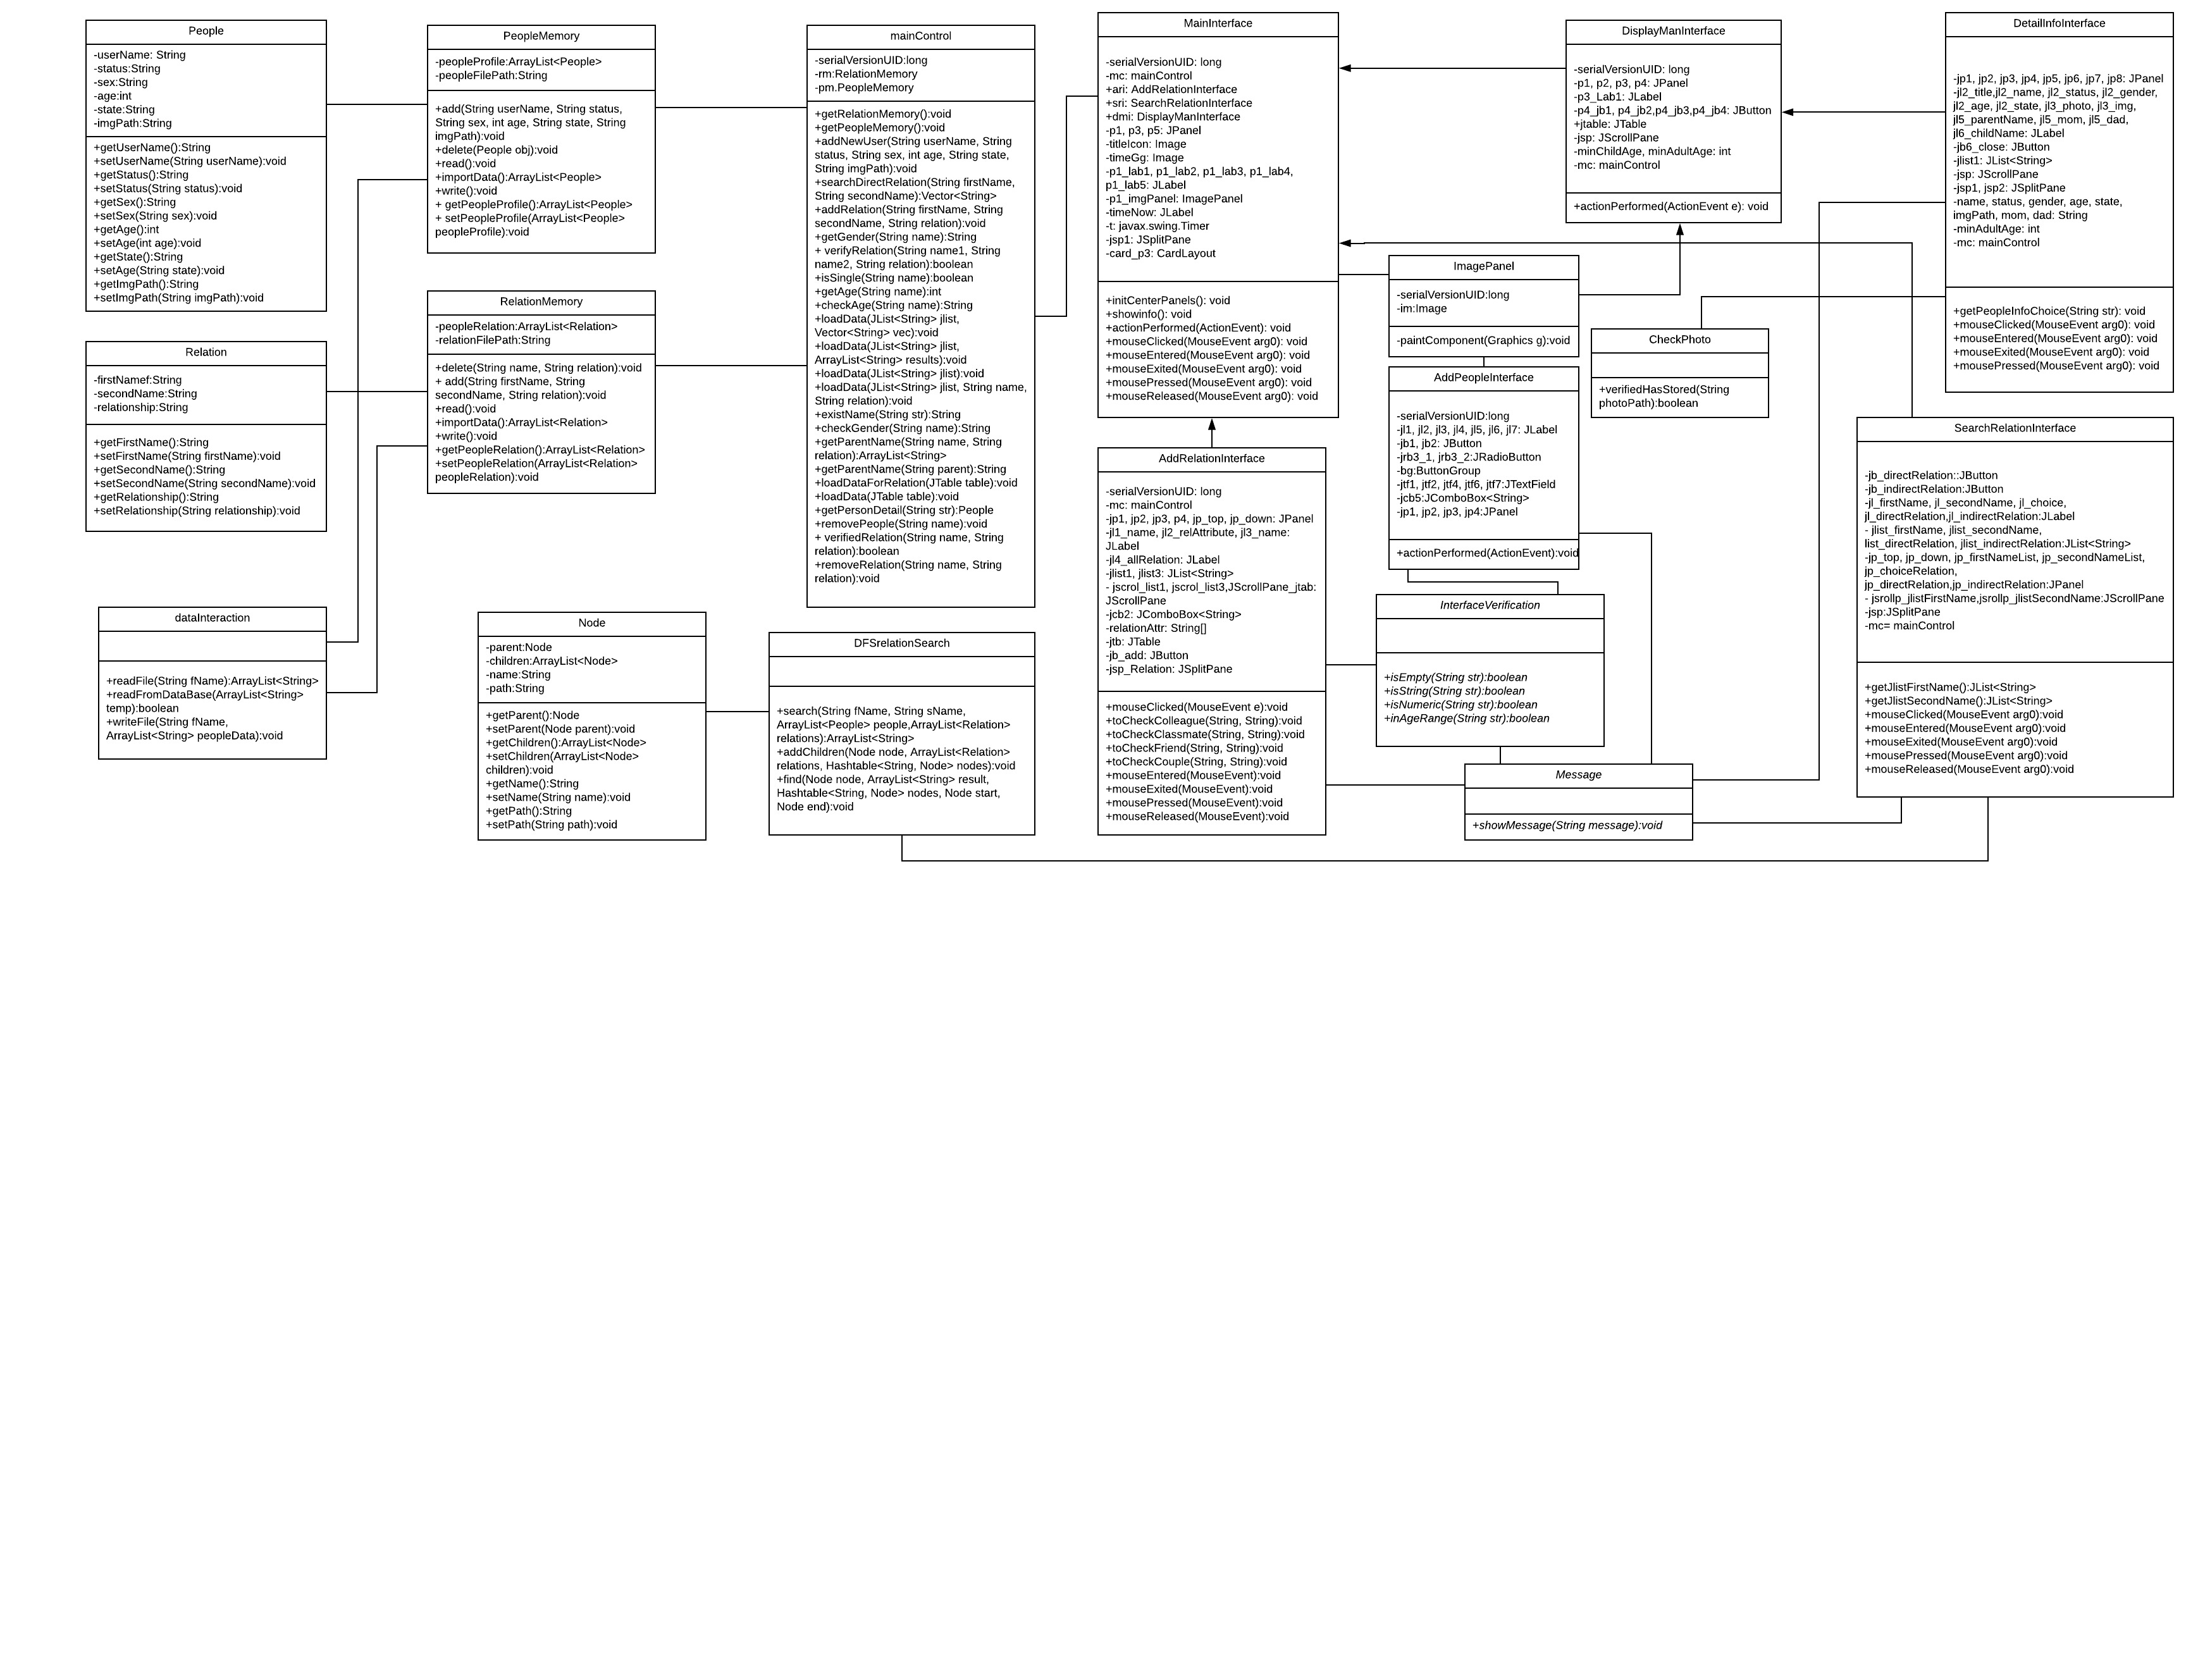 People
-userName: String
-status:String
-sex:String
-age:int
-state:String
-imgPath:String
+getUserName():String
+setUserName(String userName):void
+getStatus():String
+setStatus(String status):void
+getSex():String
+setSex(String sex):void
+getAge():int
+setAge(int age):void
+getState():String
+setAge(String state):void
+getImgPath():String
+setImgPath(String imgPath):void
Relation
-firstNamef:String
-secondName:String
-relationship:String
+getFirstName():String
+setFirstName(String firstName):void
+getSecondName():String
+setSecondName(String secondName):void
+getRelationship():String
+setRelationship(String relationship):void
dataInteraction
+readFile(String fName):ArrayList<String>
+readFromDataBase(ArrayList<String>
temp):boolean
+writeFile(String fName,
ArrayList<String> peopleData):void
PeopleMemory
-peopleProfile:ArrayList<People>
-peopleFilePath:String
+add(String userName, String status,
String sex, int age, String state, String
imgPath):void
+delete(People obj):void
+read():void
+importData():ArrayList<People>
+write():void
+ getPeopleProfile():ArrayList<People>
+ setPeopleProfile(ArrayList<People>
peopleProfile):void
RelationMemory
-peopleRelation:ArrayList<Relation>
-relationFilePath:String
+delete(String name, String relation):void
+ add(String firstName, String
secondName, String relation):void
+read():void
+importData():ArrayList<Relation>
+write():void
+getPeopleRelation():ArrayList<Relation>
+setPeopleRelation(ArrayList<Relation>
peopleRelation):void
Node
-parent:Node
-children:ArrayList<Node>
-name:String
-path:String
+getParent():Node
+setParent(Node parent):void
+getChildren():ArrayList<Node>
+setChildren(ArrayList<Node>
children):void
+getName():String
+setName(String name):void
+getPath():String
+setPath(String path):void
mainControl
-serialVersionUID:long
-rm:RelationMemory
-pm.PeopleMemory
+getRelationMemory():void
+getPeopleMemory():void
+addNewUser(String userName, String
status, String sex, int age, String state,
String imgPath):void
+searchDirectRelation(String firstName,
String secondName):Vector<String>
+addRelation(String firstName, String
secondName, String relation):void
+getGender(String name):String
+ verifyRelation(String name1, String
name2, String relation):boolean
+isSingle(String name):boolean
+getAge(String name):int
+checkAge(String name):String
+loadData(JList<String> jlist,
Vector<String> vec):void
+loadData(JList<String> jlist,
ArrayList<String> results):void
+loadData(JList<String> jlist):void
+loadData(JList<String> jlist, String name,
String relation):void
+existName(String str):String
+checkGender(String name):String
+getParentName(String name, String
relation):ArrayList<String>
+getParentName(String parent):String
+loadDataForRelation(JTable table):void
+loadData(JTable table):void
+getPersonDetail(String str):People
+removePeople(String name):void
+ verifiedRelation(String name, String
relation):boolean
+removeRelation(String name, String
relation):void
DFSrelationSearch
+search(String fName, String sName,
ArrayList<People> people,ArrayList<Relation>
relations):ArrayList<String>
+addChildren(Node node, ArrayList<Relation>
relations, Hashtable<String, Node> nodes):void
+find(Node node, ArrayList<String> result,
Hashtable<String, Node> nodes, Node start,
Node end):void
MainInterface
-serialVersionUID: long
-mc: mainControl
+ari: AddRelationInterface
+sri: SearchRelationInterface
+dmi: DisplayManInterface
-p1, p3, p5: JPanel
-titleIcon: Image
-timeGg: Image
-p1_lab1, p1_lab2, p1_lab3, p1_lab4,
p1_lab5: JLabel
-p1_imgPanel: ImagePanel
-timeNow: JLabel
-t: javax.swing.Timer
-jsp1: JSplitPane
-card_p3: CardLayout
+initCenterPanels(): void
+showinfo(): void
+actionPerformed(ActionEvent): void
+mouseClicked(MouseEvent arg0): void
+mouseEntered(MouseEvent arg0): void
+mouseExited(MouseEvent arg0): void
+mousePressed(MouseEvent arg0): void
+mouseReleased(MouseEvent arg0): void
AddRelationInterface
-serialVersionUID: long
-mc: mainControl
-jp1, jp2, jp3, p4, jp_top, jp_down: JPanel
-jl1_name, jl2_relAttribute, jl3_name:
JLabel
-jl4_allRelation: JLabel
-jlist1, jlist3: JList<String>
- jscrol_list1, jscrol_list3,JScrollPane_jtab:
JScrollPane
-jcb2: JComboBox<String>
-relationAttr: String[]
-jtb: JTable
-jb_add: JButton
-jsp_Relation: JSplitPane
+mouseClicked(MouseEvent e):void
+toCheckColleague(String, String):void
+toCheckClassmate(String, String):void
+toCheckFriend(String, String):void
+toCheckCouple(String, String):void
+mouseEntered(MouseEvent):void
+mouseExited(MouseEvent):void
+mousePressed(MouseEvent):void
+mouseReleased(MouseEvent):void
DisplayManInterface
-serialVersionUID: long
-p1, p2, p3, p4: JPanel
-p3_Lab1: JLabel
-p4_jb1, p4_jb2,p4_jb3,p4_jb4: JButton
+jtable: JTable
-jsp: JScrollPane
-minChildAge, minAdultAge: int
-mc: mainControl
+actionPerformed(ActionEvent e): void
ImagePanel
-serialVersionUID:long
-im:Image
-paintComponent(Graphics g):void
CheckPhoto
+verifiedHasStored(String
photoPath):boolean
AddPeopleInterface
-serialVersionUID:long
-jl1, jl2, jl3, jl4, jl5, jl6, jl7: JLabel
-jb1, jb2: JButton
-jrb3_1, jrb3_2:JRadioButton
-bg:ButtonGroup
-jtf1, jtf2, jtf4, jtf6, jtf7:JTextField
-jcb5:JComboBox<String>
-jp1, jp2, jp3, jp4:JPanel
+actionPerformed(ActionEvent):void
InterfaceVerification
+isEmpty(String str):boolean
+isString(String str):boolean
+isNumeric(String str):boolean
+inAgeRange(String str):boolean
Message
+showMessage(String message):void
DetailInfoInterface
-jp1, jp2, jp3, jp4, jp5, jp6, jp7, jp8: JPanel
-jl2_title,jl2_name, jl2_status, jl2_gender,
jl2_age, jl2_state, jl3_photo, jl3_img,
jl5_parentName, jl5_mom, jl5_dad,
jl6_childName: JLabel
-jb6_close: JButton
-jlist1: JList<String>
-jsp: JScrollPane
-jsp1, jsp2: JSplitPane
-name, status, gender, age, state,
imgPath, mom, dad: String
-minAdultAge: int
-mc: mainControl
+getPeopleInfoChoice(String str): void
+mouseClicked(MouseEvent arg0): void
+mouseEntered(MouseEvent arg0): void
+mouseExited(MouseEvent arg0): void
+mousePressed(MouseEvent arg0): void
SearchRelationInterface
-jb_directRelation::JButton
-jb_indirectRelation:JButton
-jl_firstName, jl_secondName, jl_choice,
jl_directRelation,jl_indirectRelation:JLabel
- jlist_firstName, jlist_secondName,
list_directRelation, jlist_indirectRelation:JList<String>
-jp_top, jp_down, jp_firstNameList, jp_secondNameList,
jp_choiceRelation,
jp_directRelation,jp_indirectRelation:JPanel
- jsrollp_jlistFirstName,jsrollp_jlistSecondName:JScrollPane
-jsp:JSplitPane
-mc= mainControl
+getJlistFirstName():JList<String>
+getJlistSecondName():JList<String>
+mouseClicked(MouseEvent arg0):void
+mouseEntered(MouseEvent arg0):void
+mouseExited(MouseEvent arg0):void
+mousePressed(MouseEvent arg0):void
+mouseReleased(MouseEvent arg0):void